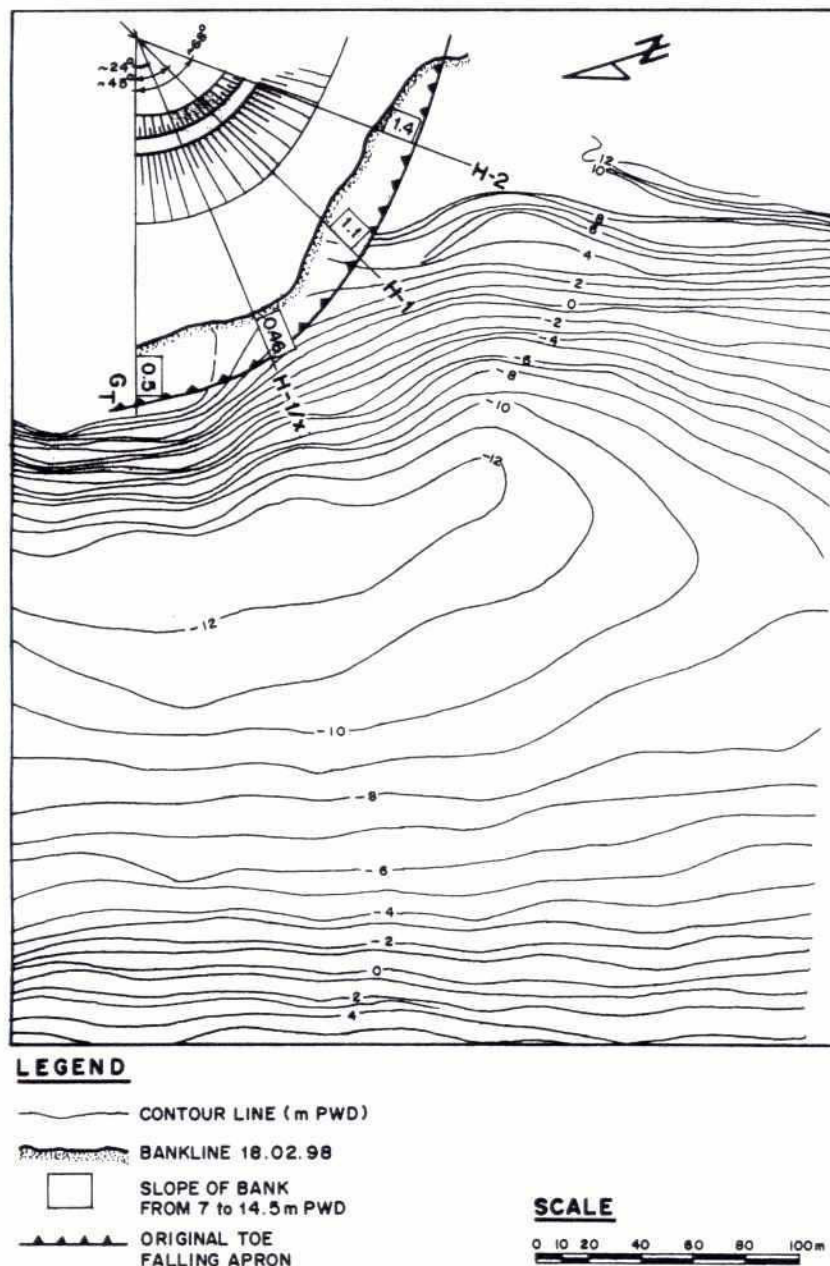 ~68°
~24°
~45°
N
1.4
12
10
H-2
8
6
1.1
4
2
H-1
0
-2
0.46
-4
-6
0.5
G
T
-8
H-1/x
-10
-12
-12
-10
-8
-6
-4
-2
0
2
4
LEGEND
CONTOUR LINE (m PWD)
BANKLINE 18.02.98
SLOPE OF BANK
FROM 7 to 14.5m PWD
ORIGINAL TOE
FALLING APRON
SCALE
0 10 20 40 60 80 100m